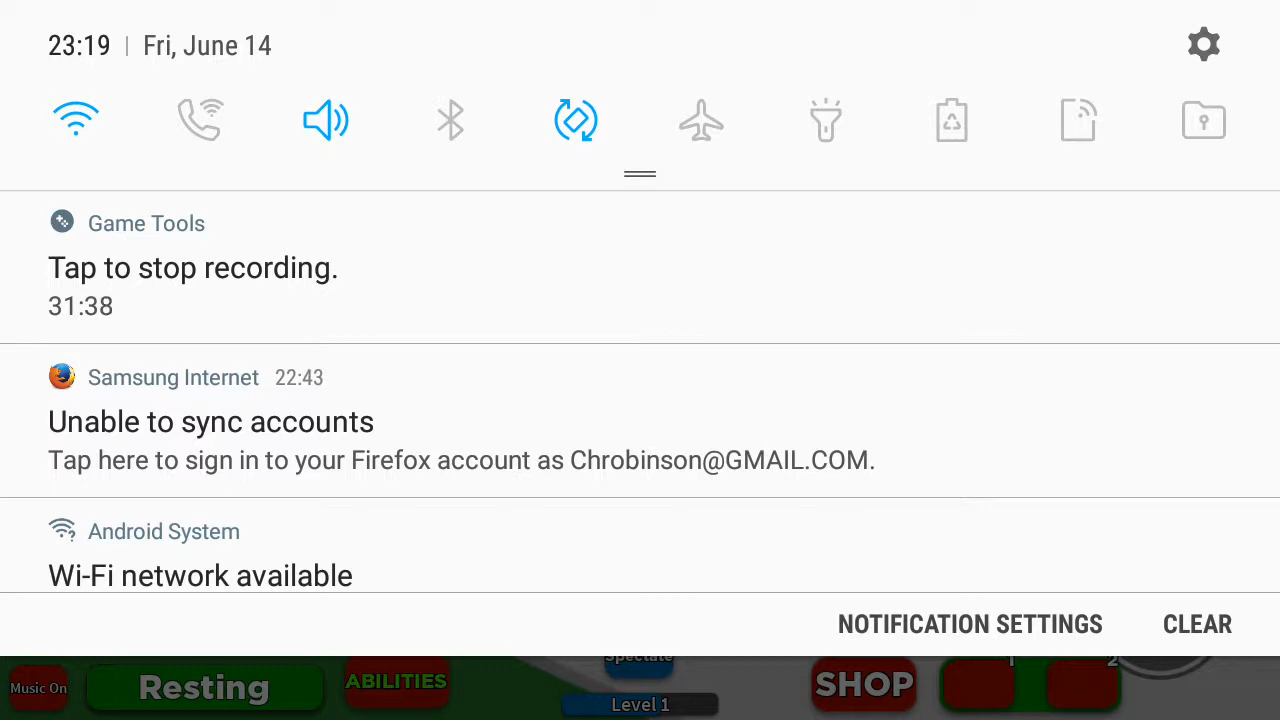 23:19 | Fri, June 14
Game Tools
Tap to stop recording.
31:38
Samsung Internet 22:43
Unable to sync accounts
Tap here to sign in to your Firefox account as Chrobinson@GMAIL.COM.
Android System
Wi-Fi network available
NOTIFICATION SETTINGS CLEAR
Spectate 1 2
Music On Resting ABILITIES SHOP
Level 1